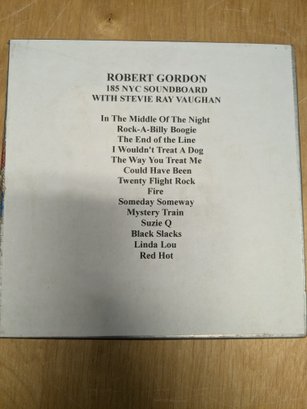 ROBERT GORDON
185 NYC SOUNDBOARD
WITH STEVIE RAY VAUGHAN
In The Middle Of The Night
Rock-A-Billy Boogie
The End of the Line
I Wouldn't Treat A Dog
The Way You Treat Me
Could Have Been
Twenty Flight Rock
Fire
Someday Someway
Mystery Train
Suzie Q
Black Slacks
Linda Lou
Red Hot